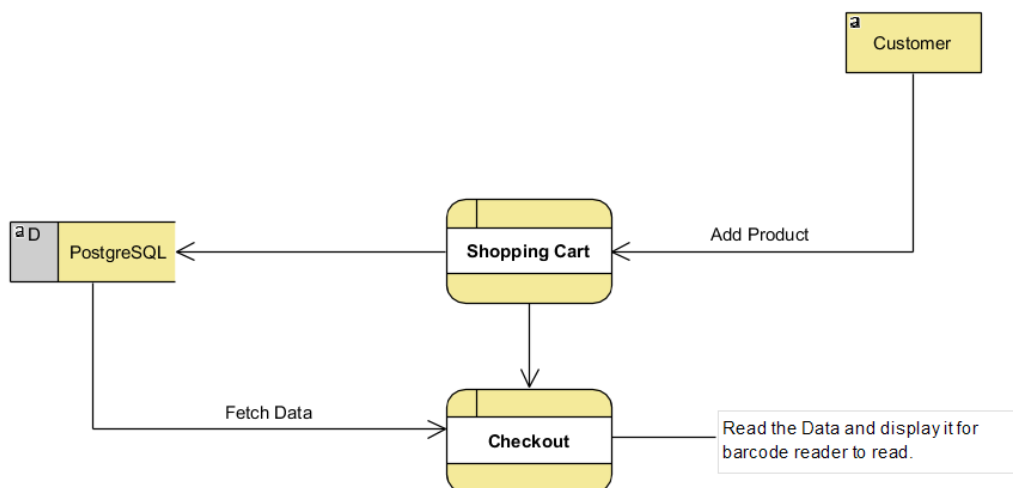 a
Customer
Add Product
a D
PostgreSQL
Shopping Cart
Fetch Data
Checkout
Read the Data and display it for
barcode reader to read.